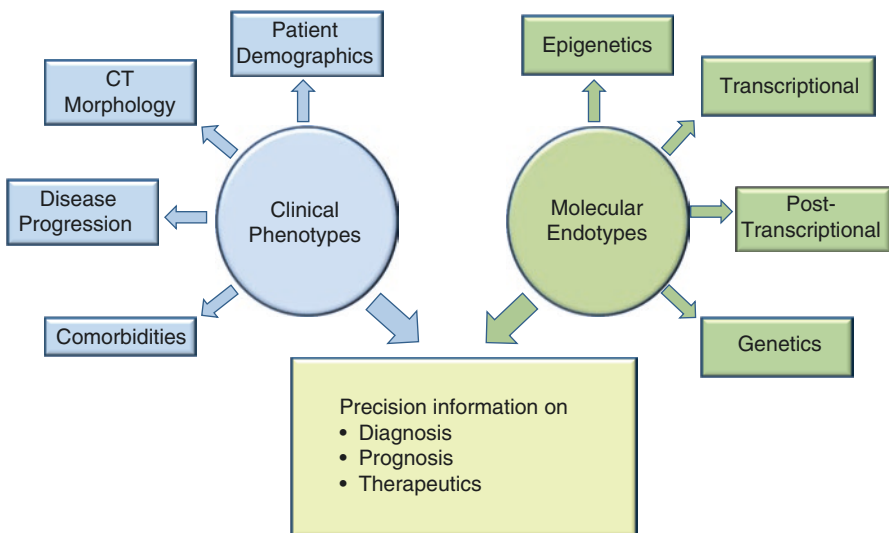 Patient
Demographics
CT
Morphology
Disease
Progression
Comorbidities
Clinical
Phenotypes
Epigenetics
Transcriptional
Post-
Transcriptional
Genetics
Molecular
Endotypes
Precision information on
• Diagnosis
• Prognosis
• Therapeutics